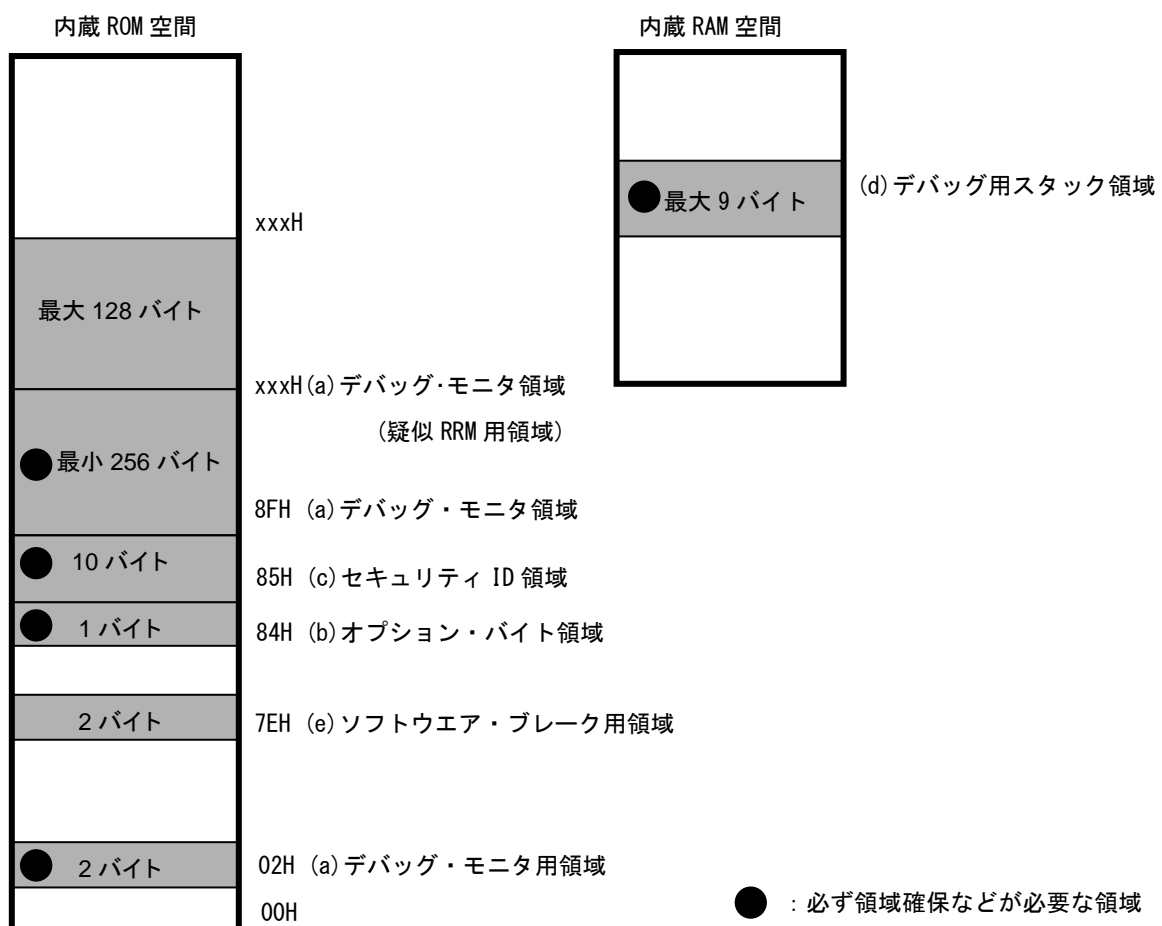 内蔵 ROM 空間
内蔵 RAM 空間
最大 9 バイト
(d)デバッグ用スタック領域
xxxH
最大 128 バイト
xxxH(a)デバッグ･モニタ領域
(疑似 RRM 用領域)
最小 256 バイト
8FH (a)デバッグ・モニタ領域
10 バイト
85H (c)セキュリティ ID 領域
1 バイト
84H (b)オプション・バイト領域
2 バイト
7EH (e)ソフトウエア・ブレーク用領域
2 バイト
02H (a)デバッグ・モニタ用領域
00H
● ：必ず領域確保などが必要な領域